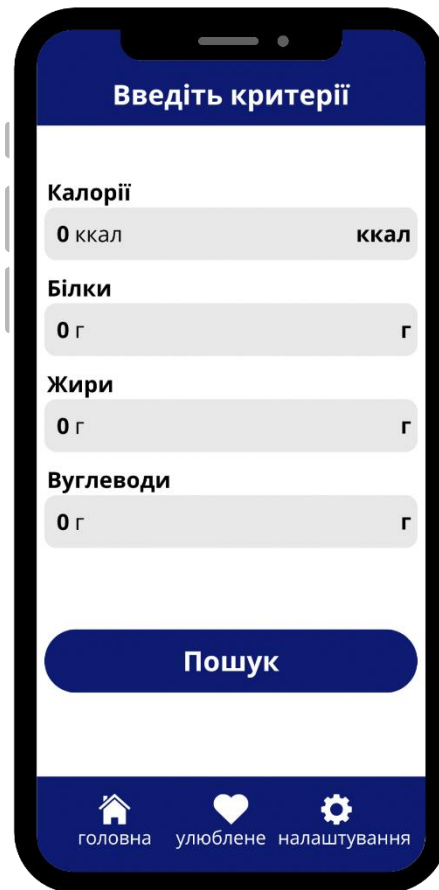 Введіть критерії
Калорії
0 ккал ккал
Білки
0 г г
Жири
0 г г
Вуглеводи
0 г г
Пошук
головна улюблене налаштування